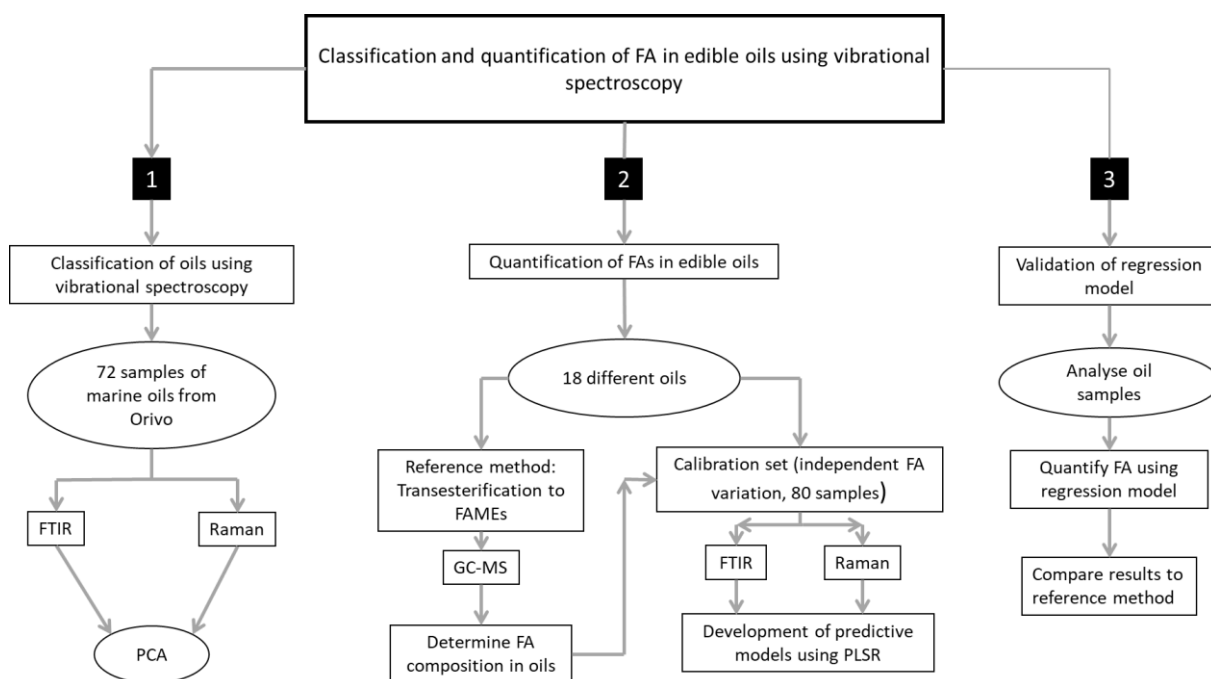 Classification and quantification of FA in edible oils using vibrational
spectroscopy
1
Classification of oils using
vibrational spectroscopy
72 samples of
marine oils from
Orivo
FTIR
Raman
PCA
2
Quantification of FAs in edible oils
18 different oils
Reference method:
Transesterification to
FAMEs
GC-MS
Determine FA
composition in oils
Calibration set (independent FA
variation, 80 samples)
FTIR
Raman
Development of predictive
models using PLSR
3
Validation of regression
model
Analyse oil
samples
Quantify FA using
regression model
Compare results to
reference method